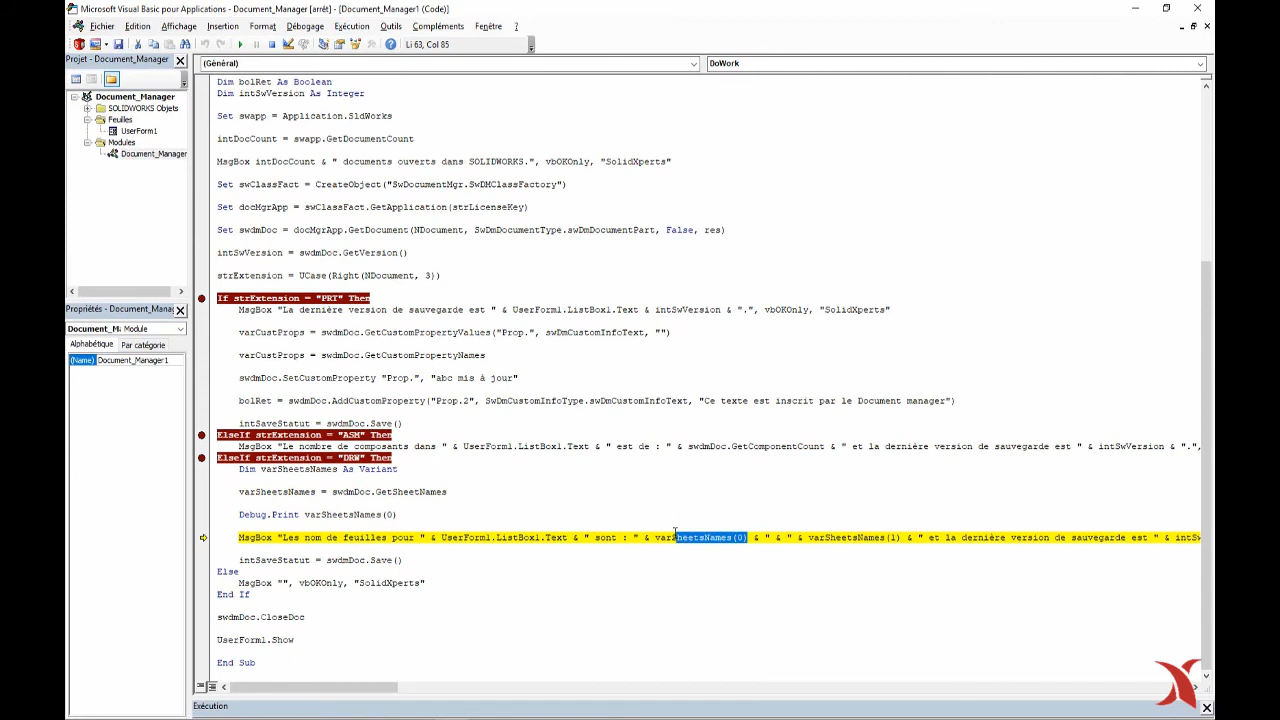 Microsoft Visual Basic pour Applications - Document_Manager [arrêt] - [Document_Manager1 (Code)]
Fichier Edition Affichage Insertion Format Débogage Exécution Outils Compléments Fenêtre ?
Li 63, Col 85
Projet - Document_Manager
(Général)
DoWork
Document_Manager
SOLIDWORKS Objets
Feuilles
UserForm1
Modules
Document_Manager
Propriétés - Document_Mana
Document_M Module
Alphabétique Par catégorie
(Name) Document_Manager1
Dim bolRet As Boolean
Dim intSwVersion As Integer
Set swapp = Application.SldWorks
intDocCount = swapp.GetDocumentCount
MsgBox intDocCount & " documents ouverts dans SOLIDWORKS.", vbOKOnly, "SolidXperts"
Set swClassFact = CreateObject("SwDocumentMgr.SwDMClassFactory")
Set docMgrApp = swClassFact.GetApplication(strLicenseKey)
Set swdmDoc = docMgrApp.GetDocument(NDocument, SwDmDocumentType.swDmDocumentPart, False, res)
intSwVersion = swdmDoc.GetVersion()
strExtension = UCase(Right(NDocument, 3))
If strExtension = "PRT" Then
MsgBox "La dernière version de sauvegarde est " & UserForm1.ListBox1.Text & intSwVersion & ".", vbOKOnly, "SolidXperts"
varCustProps = swdmDoc.GetCustomPropertyValues("Prop.", swDmCustomInfoText, "")
varCustProps = swdmDoc.GetCustomPropertyNames
swdmDoc.SetCustomProperty "Prop.", "abc mis à jour"
bolRet = swdmDoc.AddCustomProperty("Prop.2", SwDmCustomInfoType.swDmCustomInfoText, "Ce texte est inscrit par le Document manager")
intSaveStatut = swdmDoc.Save()
ElseIf strExtension = "ASM" Then
MsgBox "Le nombre de composants dans " & UserForm1.ListBox1.Text & " est de : " & swdmDoc.GetComponentCount & " et la dernière version de sauvegarde est " & intSwVersion & ".",
ElseIf strExtension = "DRW" Then
Dim varSheetsNames As Variant
varSheetsNames = swdmDoc.GetSheetNames
Debug.Print varSheetsNames(0)
MsgBox "Les nom de feuilles pour " & UserForm1.ListBox1.Text & " sont : " & varSheetsNames(0) & " & " & varSheetsNames(1) & " et la dernière version de sauvegarde est " & intSw
intSaveStatut = swdmDoc.Save()
Else
MsgBox "", vbOKOnly, "SolidXperts"
End If
swdmDoc.CloseDoc
UserForm1.Show
End Sub
Exécution